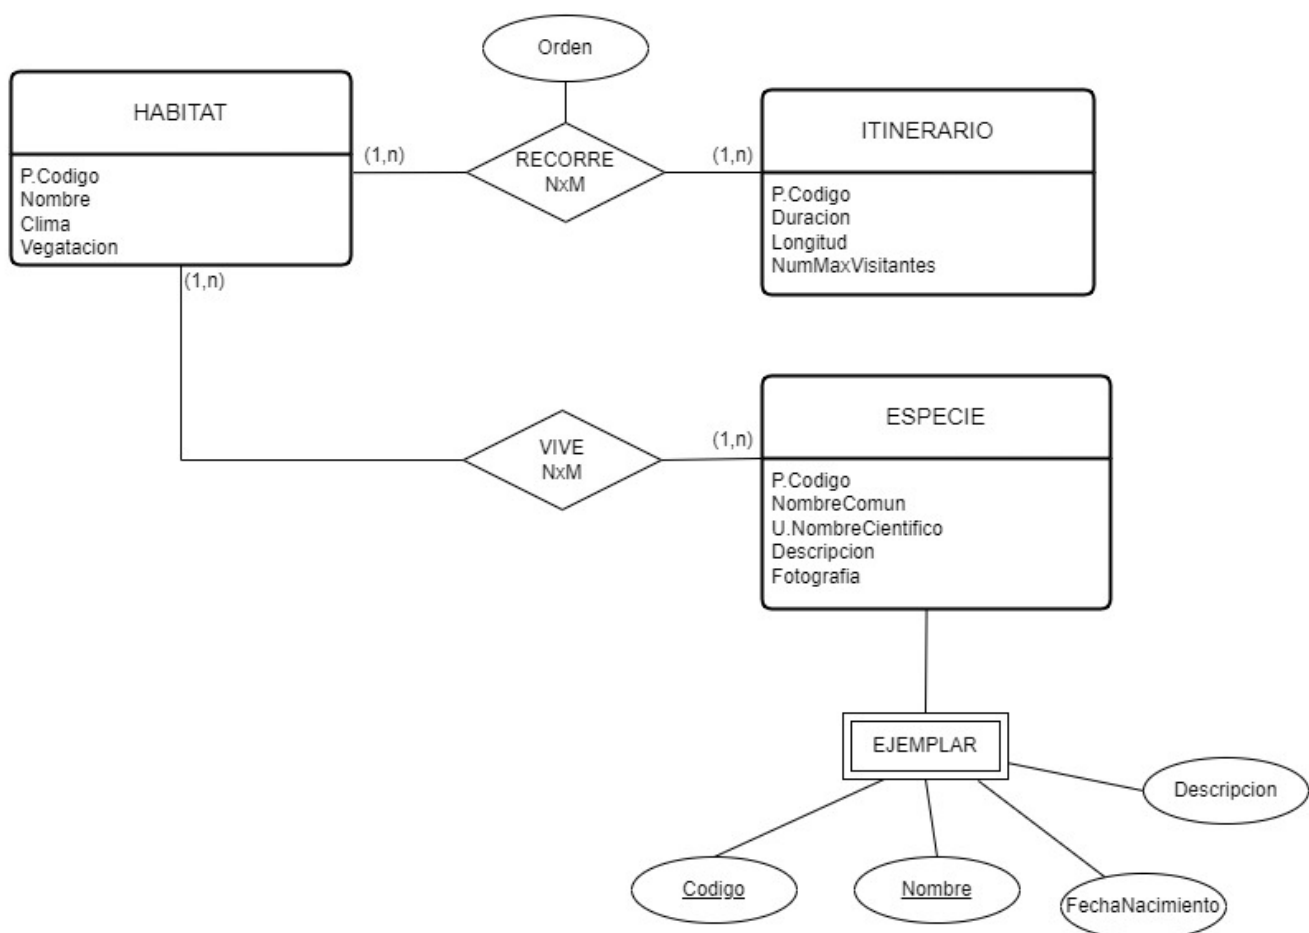 Orden
HABITAT
P.Codigo
Nombre
Clima
Vegatacion
(1,n)
RECORRE
NxM
(1,n)
ITINERARIO
P.Codigo
Duracion
Longitud
NumMaxVisitantes
(1,n)
VIVE
NxM
(1,n)
ESPECIE
P.Codigo
NombreComun
U.NombreCientifico
Descripcion
Fotografia
EJEMPLAR
Descripcion
Codigo
Nombre
FechaNacimiento